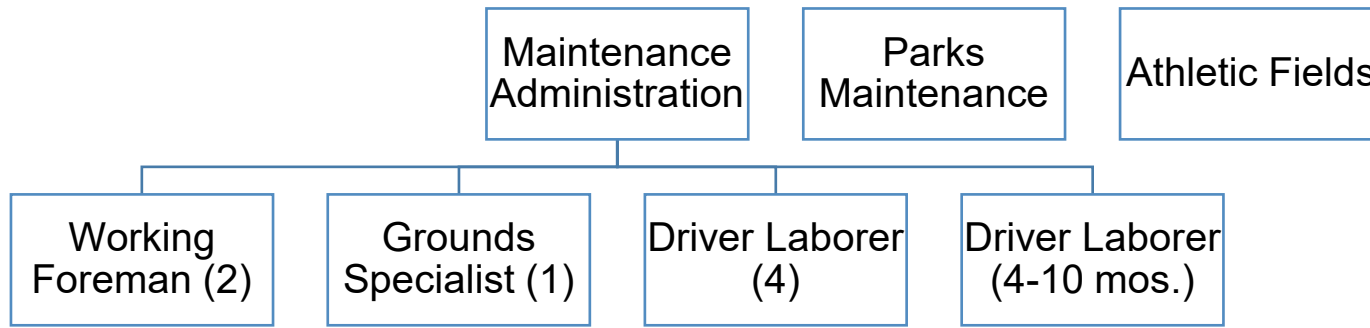 Maintenance
Administration
Parks
Maintenance
Athletic Fields
Working
Foreman (2)
Grounds
Specialist (1)
Driver Laborer
(4)
Driver Laborer
(4-10 mos.)